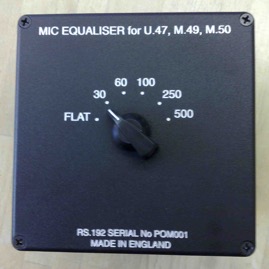 MIC EQUALISER for U.47, M.49, M.50
60 100
30 250
FLAT 500
RS.192 SERIAL No POM001
MADE IN ENGLAND